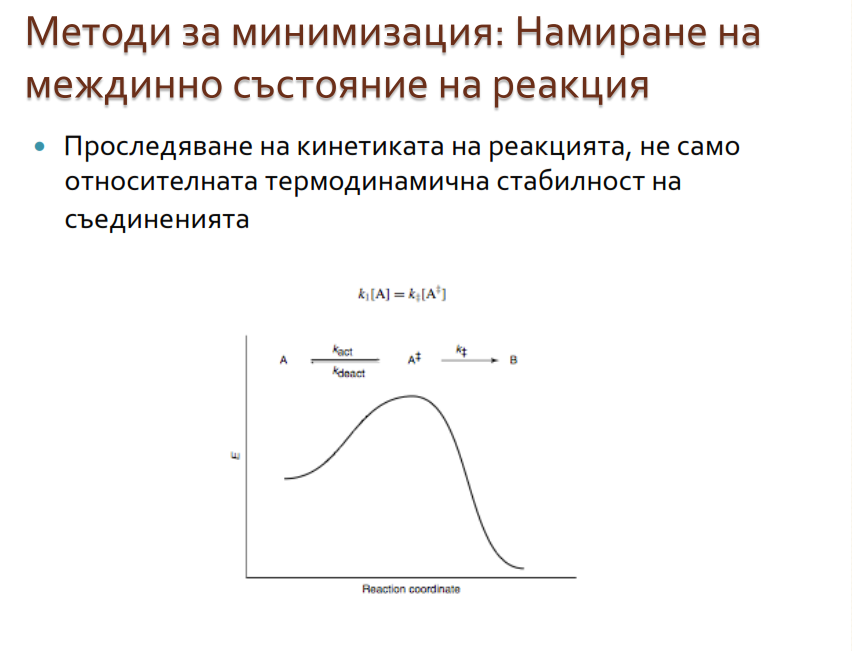 Методи за минимизация: Намиране на
междинно състояние на реакция
• Проследяване на кинетиката на реакцията, не само
относителната термодинамична стабилност на
съединенията
k₁[A] = k‡[A‡]
A kact A‡ k‡ B
kdeact
E
Reaction coordinate